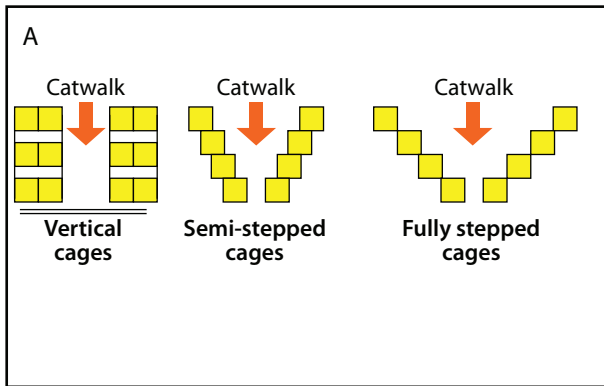 A
Catwalk
Catwalk
Catwalk
Vertical
cages
Semi-stepped
cages
Fully stepped
cages